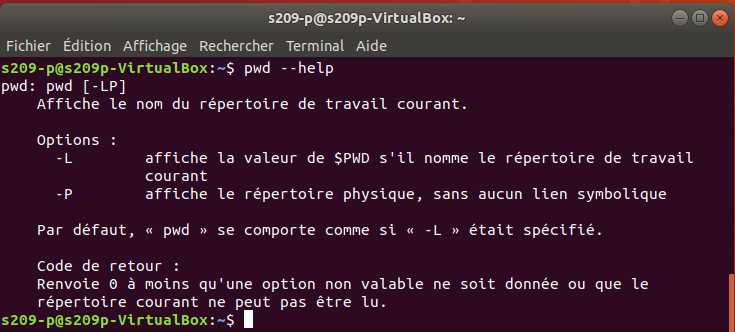 s209-p@s209p-VirtualBox: ~
Fichier Édition Affichage Rechercher Terminal Aide
s209-p@s209p-VirtualBox:~$ pwd --help
pwd: pwd [-LP]
Affiche le nom du répertoire de travail courant.
Options :
-L affiche la valeur de $PWD s'il nomme le répertoire de travail
courant
-P affiche le répertoire physique, sans aucun lien symbolique
Par défaut, « pwd » se comporte comme si « -L » était spécifié.
Code de retour :
Renvoie 0 à moins qu'une option non valable ne soit donnée ou que le
répertoire courant ne peut pas être lu.
s209-p@s209p-VirtualBox:~$